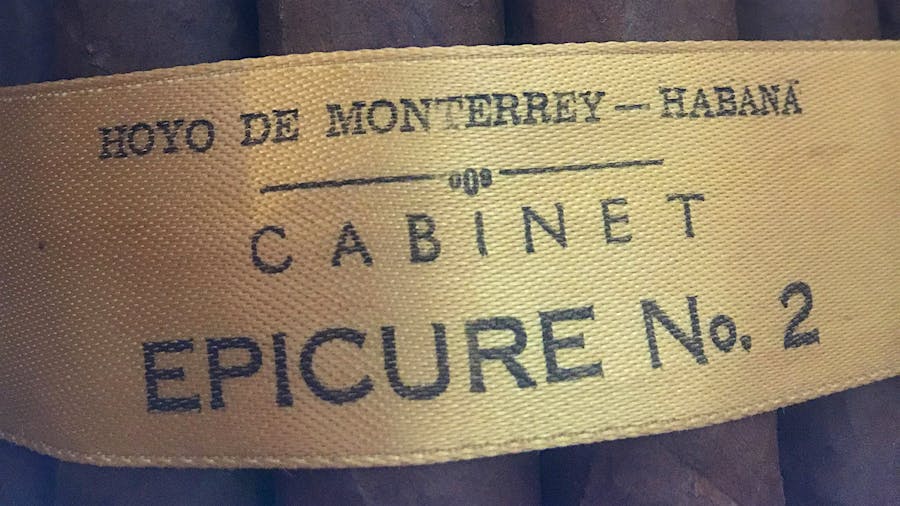 HOYO DE MONTERREY — HABANA
CABINET
EPICURE No. 2